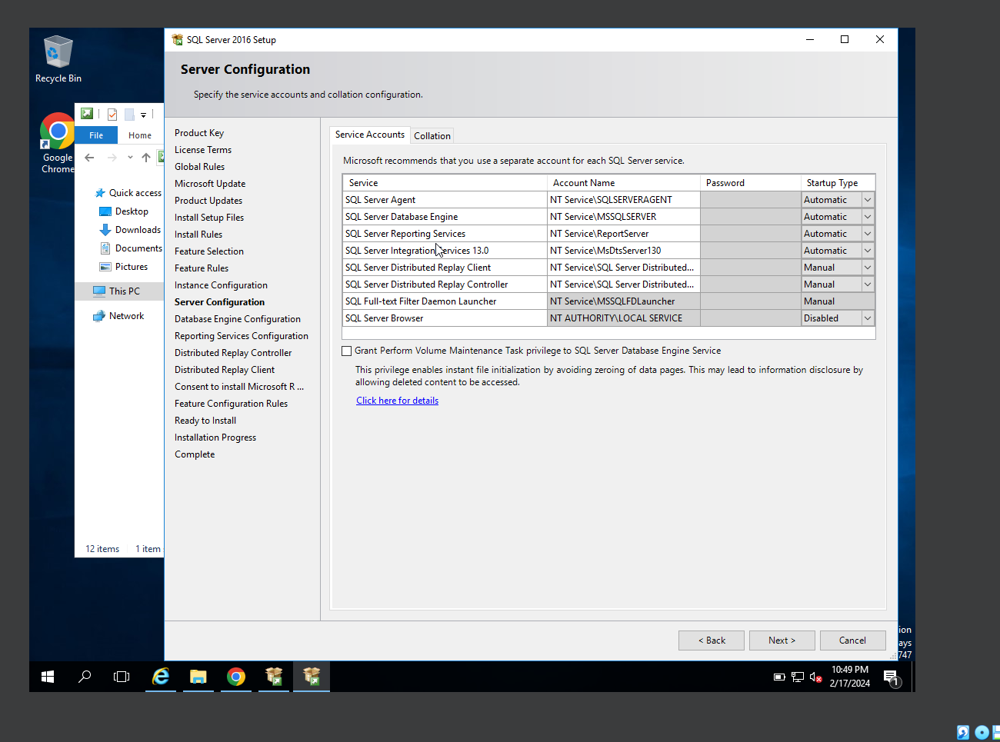 Recycle Bin
Google
Chrome
File
Home
Quick access
Desktop
Downloads
Documents
Pictures
This PC
Network
12 items
1 item
SQL Server 2016 Setup
Server Configuration
Specify the service accounts and collation configuration.
Product Key
License Terms
Global Rules
Microsoft Update
Product Updates
Install Setup Files
Install Rules
Feature Selection
Feature Rules
Instance Configuration
Server Configuration
Database Engine Configuration
Reporting Services Configuration
Distributed Replay Controller
Distributed Replay Client
Consent to install Microsoft R ...
Feature Configuration Rules
Ready to Install
Installation Progress
Complete
Service Accounts
Collation
Microsoft recommends that you use a separate account for each SQL Server service.
Service Account Name Password Startup Type
SQL Server Agent NT Service\SQLSERVERAGENT Automatic
SQL Server Database Engine NT Service\MSSQLSERVER Automatic
SQL Server Reporting Services NT Service\ReportServer Automatic
SQL Server Integration Services 13.0 NT Service\MsDtsServer130 Automatic
SQL Server Distributed Replay Client NT Service\SQL Server Distributed... Manual
SQL Server Distributed Replay Controller NT Service\SQL Server Distributed... Manual
SQL Full-text Filter Daemon Launcher NT Service\MSSQLFDLauncher Manual
SQL Server Browser NT AUTHORITY\LOCAL SERVICE Disabled
Grant Perform Volume Maintenance Task privilege to SQL Server Database Engine Service
This privilege enables instant file initialization by avoiding zeroing of data pages. This may lead to information disclosure by
allowing deleted content to be accessed.
Click here for details
< Back
Next >
Cancel
ion
ays
747
10:49 PM
2/17/2024
1